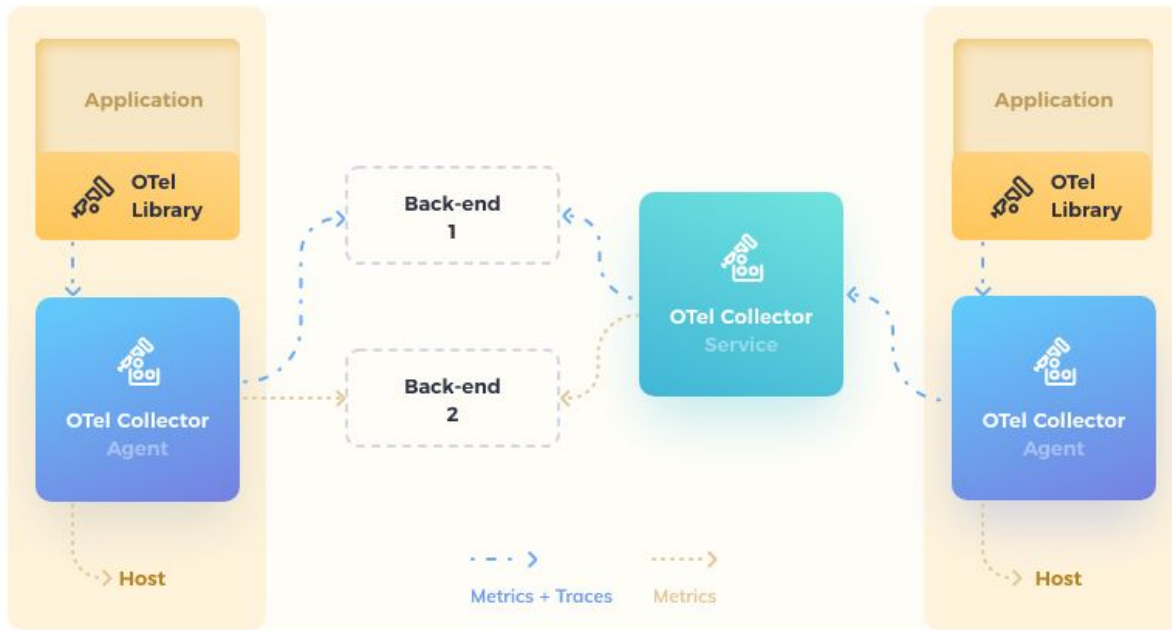 Application
OTel
Library
OTel Collector
Agent
Host
Back-end
1
Back-end
2
OTel Collector
Service
Metrics + Traces
Metrics
Application
OTel
Library
OTel Collector
Agent
Host